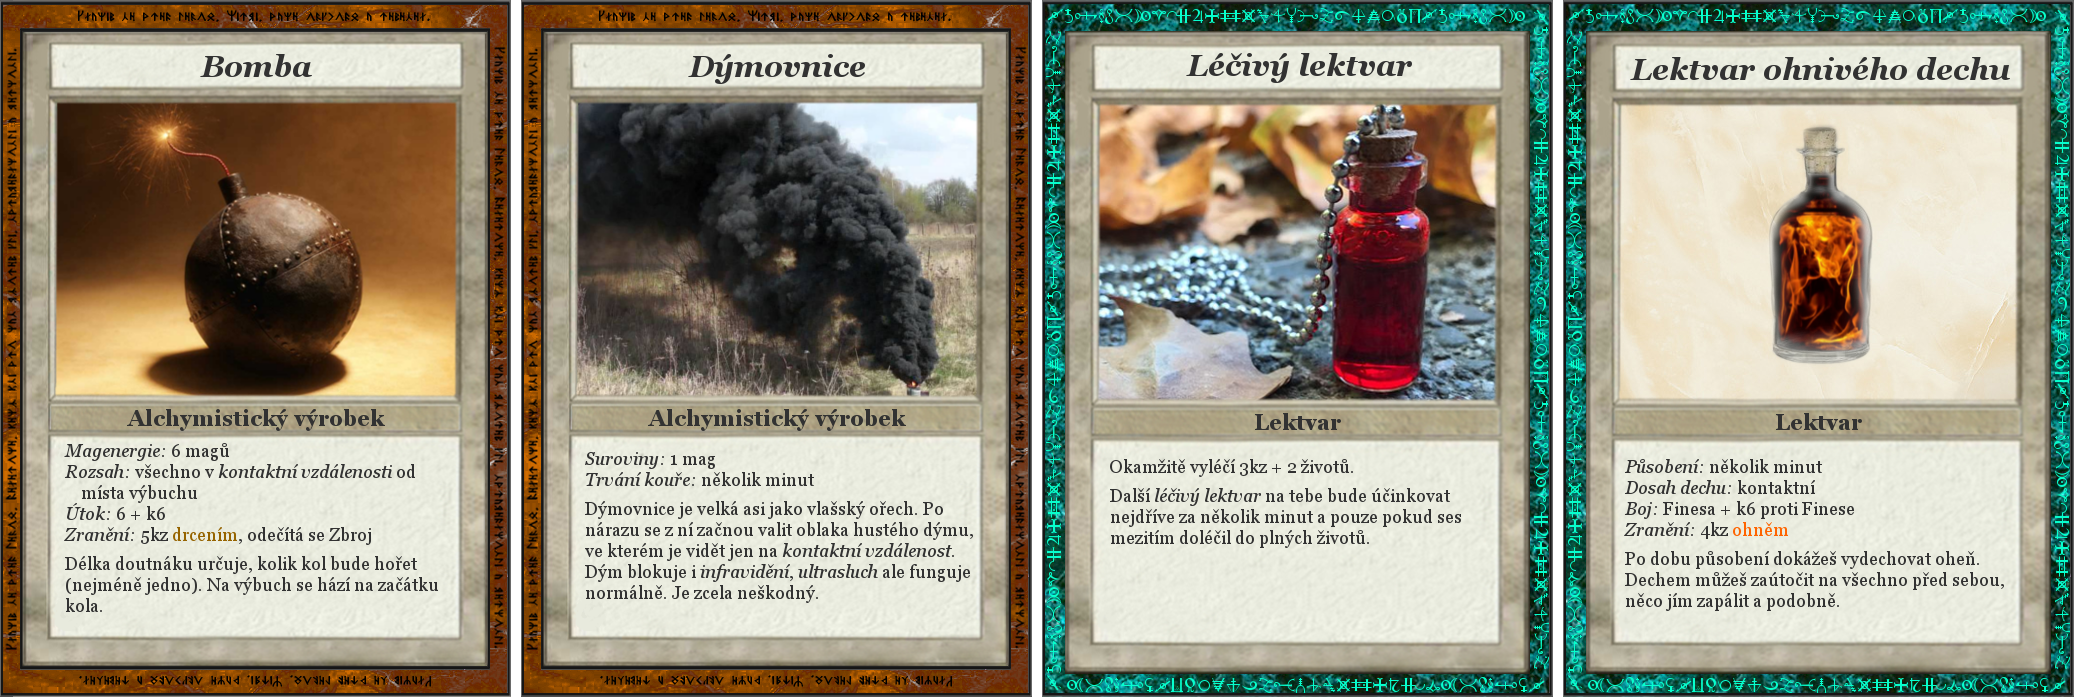 Bomba
Alchymistický výrobek
Magenergie: 6 magů
Rozsah: všechno v kontaktní vzdálenosti od
místa výbuchu
Útok: 6 + k6
Zranění: 5kz drcením, odečítá se Zbroj
Délka doutnáku určuje, kolik kol bude hořet
(nejméně jedno). Na výbuch se hází na začátku
kola.
Dýmovnice
Alchymistický výrobek
Suroviny: 1 mag
Trvání kouře: několik minut
Dýmovnice je velká asi jako vlašský ořech. Po
nárazu se z ní začnou valit oblaka hustého dýmu,
ve kterém je vidět jen na kontaktní vzdálenost.
Dým blokuje i infravidění, ultrasluch ale funguje
normálně. Je zcela neškodný.
Léčivý lektvar
Lektvar
Okamžitě vyléčí 3kz + 2 životů.
Další léčivý lektvar na tebe bude účinkovat
nejdříve za několik minut a pouze pokud ses
mezitím doléčil do plných životů.
Lektvar ohnivého dechu
Lektvar
Působení: několik minut
Dosah dechu: kontaktní
Boj: Finesa + k6 proti Finese
Zranění: 4kz ohněm
Po dobu působení dokážeš vydechovat oheň.
Dechem můžeš zaútočit na všechno před sebou,
něco jím zapálit a podobně.